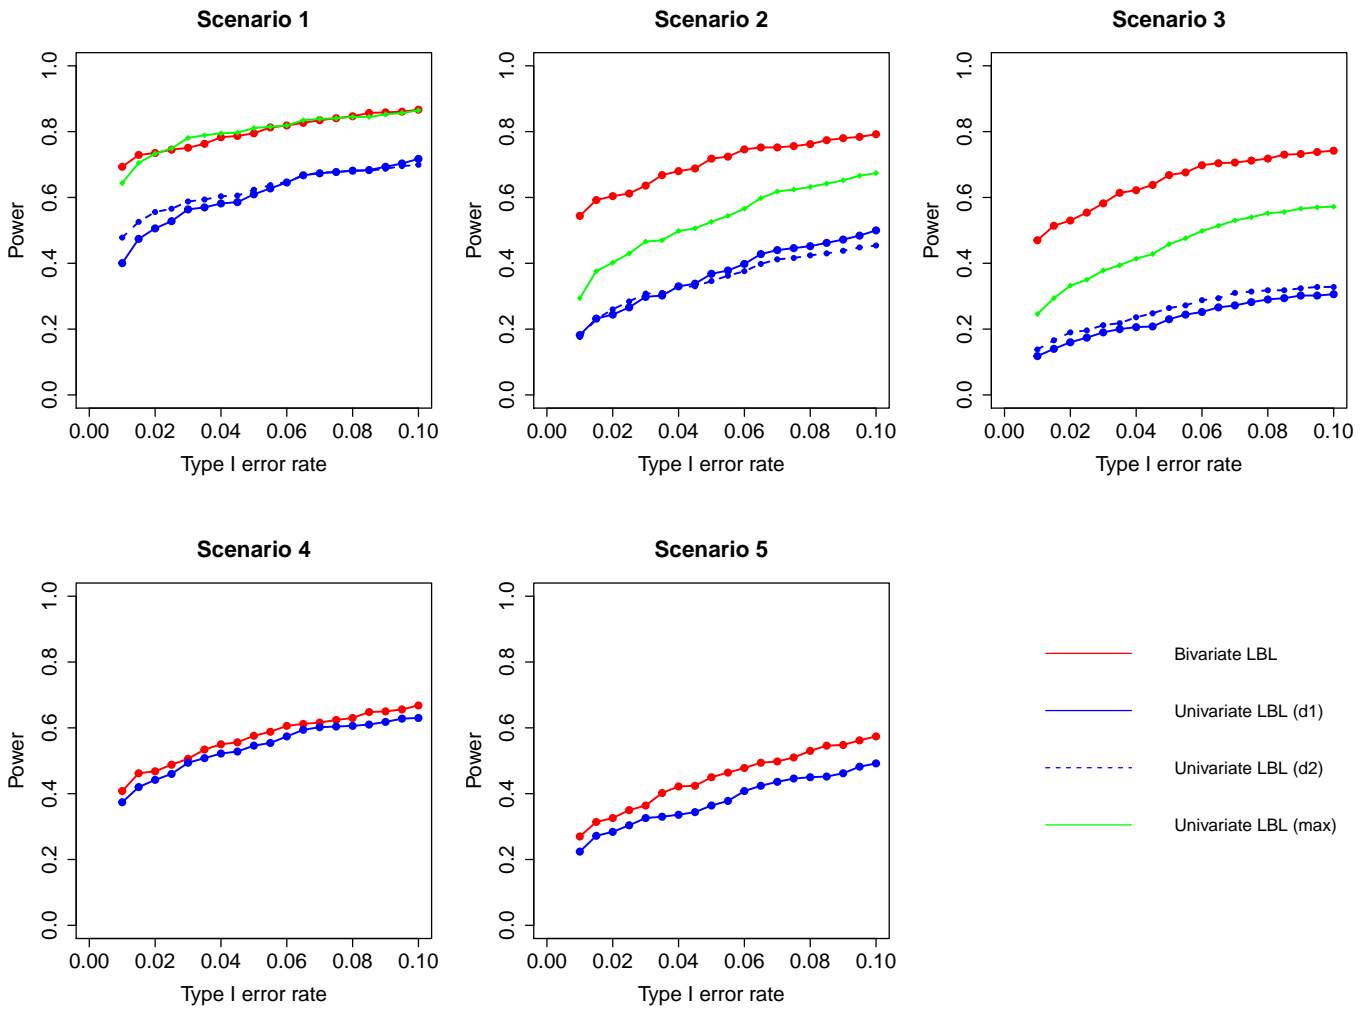 Scenario 1
Power
0.0 0.2 0.4 0.6 0.8 1.0
0.00 0.02 0.04 0.06 0.08 0.10
Type I error rate
Scenario 2
Power
0.0 0.2 0.4 0.6 0.8 1.0
0.00 0.02 0.04 0.06 0.08 0.10
Type I error rate
Scenario 3
Power
0.0 0.2 0.4 0.6 0.8 1.0
0.00 0.02 0.04 0.06 0.08 0.10
Type I error rate
Scenario 4
Power
0.0 0.2 0.4 0.6 0.8 1.0
0.00 0.02 0.04 0.06 0.08 0.10
Type I error rate
Scenario 5
Power
0.0 0.2 0.4 0.6 0.8 1.0
0.00 0.02 0.04 0.06 0.08 0.10
Type I error rate
Bivariate LBL
Univariate LBL (d1)
Univariate LBL (d2)
Univariate LBL (max)